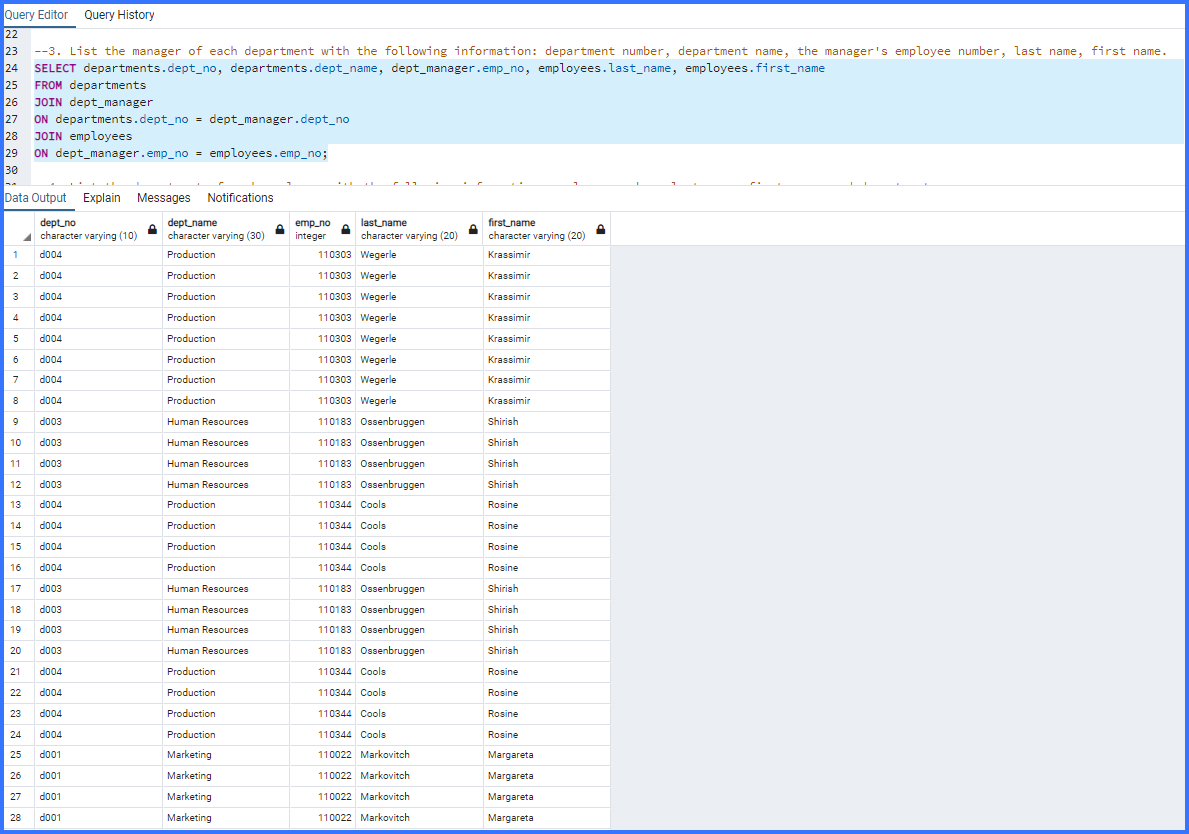 Query Editor Query History
22
23 --3. List the manager of each department with the following information: department number, department name, the manager's employee number, last name, first name.
24 SELECT departments.dept_no, departments.dept_name, dept_manager.emp_no, employees.last_name, employees.first_name
25 FROM departments
26 JOIN dept_manager
27 ON departments.dept_no = dept_manager.dept_no
28 JOIN employees
29 ON dept_manager.emp_no = employees.emp_no;
30
Data Output Explain Messages Notifications
dept_no dept_name emp_no last_name first_name
character varying (10) character varying (30) integer character varying (20) character varying (20)
1 d004 Production 110303 Wegerle Krassimir
2 d004 Production 110303 Wegerle Krassimir
3 d004 Production 110303 Wegerle Krassimir
4 d004 Production 110303 Wegerle Krassimir
5 d004 Production 110303 Wegerle Krassimir
6 d004 Production 110303 Wegerle Krassimir
7 d004 Production 110303 Wegerle Krassimir
8 d004 Production 110303 Wegerle Krassimir
9 d003 Human Resources 110183 Ossenbruggen Shirish
10 d003 Human Resources 110183 Ossenbruggen Shirish
11 d003 Human Resources 110183 Ossenbruggen Shirish
12 d003 Human Resources 110183 Ossenbruggen Shirish
13 d004 Production 110344 Cools Rosine
14 d004 Production 110344 Cools Rosine
15 d004 Production 110344 Cools Rosine
16 d004 Production 110344 Cools Rosine
17 d003 Human Resources 110183 Ossenbruggen Shirish
18 d003 Human Resources 110183 Ossenbruggen Shirish
19 d003 Human Resources 110183 Ossenbruggen Shirish
20 d003 Human Resources 110183 Ossenbruggen Shirish
21 d004 Production 110344 Cools Rosine
22 d004 Production 110344 Cools Rosine
23 d004 Production 110344 Cools Rosine
24 d004 Production 110344 Cools Rosine
25 d001 Marketing 110022 Markovitch Margareta
26 d001 Marketing 110022 Markovitch Margareta
27 d001 Marketing 110022 Markovitch Margareta
28 d001 Marketing 110022 Markovitch Margareta